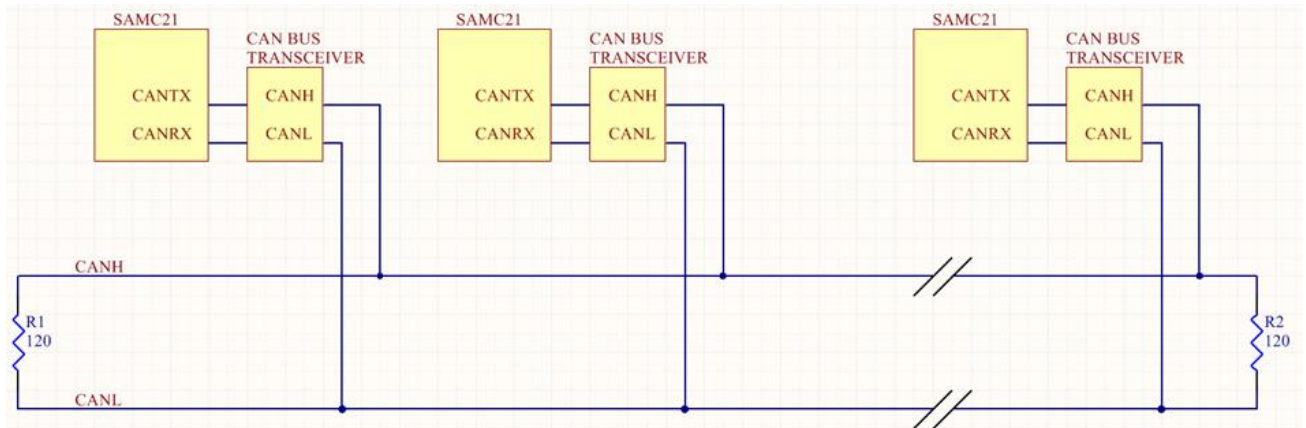 SAMC21
CAN BUS
TRANSCEIVER
CANTX
CANRX
CANH
CANL
SAMC21
CAN BUS
TRANSCEIVER
CANTX
CANRX
CANH
CANL
SAMC21
CAN BUS
TRANSCEIVER
CANTX
CANRX
CANH
CANL
CANH
R1
120
R2
120
CANL